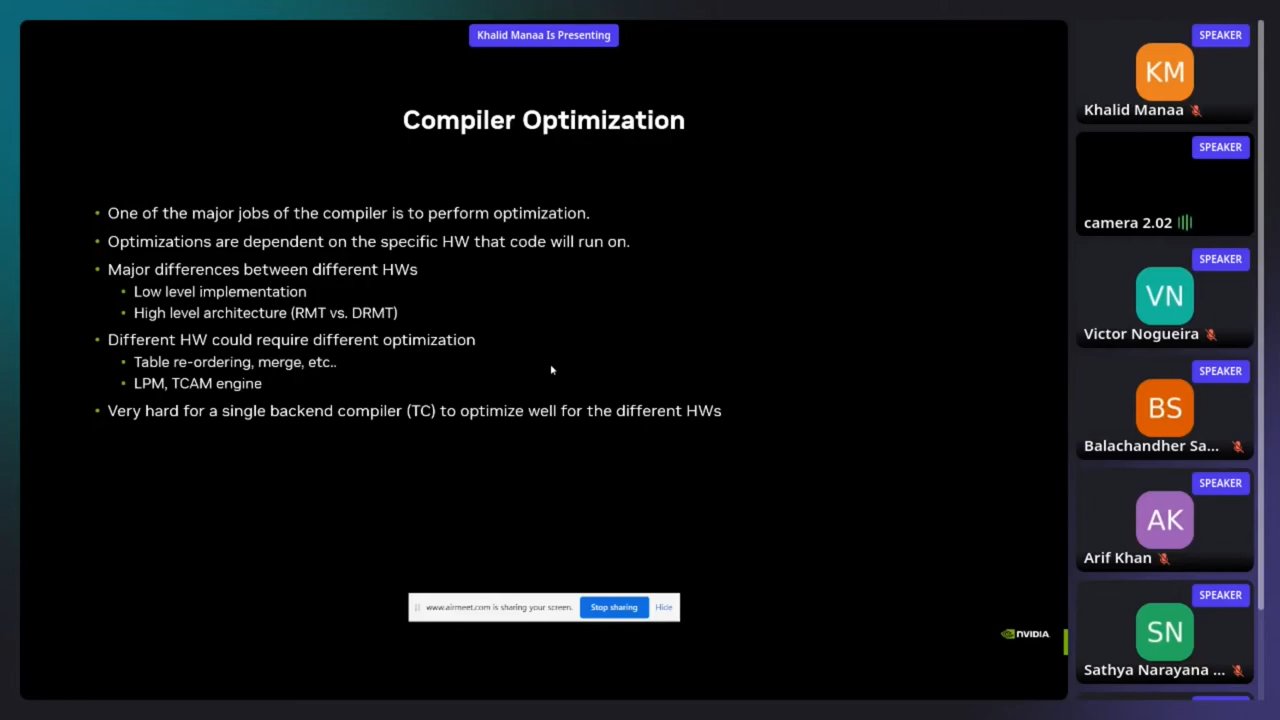 Khalid Manaa Is Presenting
Compiler Optimization
• One of the major jobs of the compiler is to perform optimization.
• Optimizations are dependent on the specific HW that code will run on.
• Major differences between different HWs
• Low level implementation
• High level architecture (RMT vs. DRMT)
• Different HW could require different optimization
• Table re-ordering, merge, etc..
• LPM, TCAM engine
• Very hard for a single backend compiler (TC) to optimize well for the different HWs
www.airmeet.com is sharing your screen.
Stop sharing
Hide
NVIDIA
SPEAKER
KM
Khalid Manaa
SPEAKER
camera 2.02
SPEAKER
VN
Victor Nogueira
SPEAKER
BS
Balachandher Sa...
SPEAKER
AK
Arif Khan
SPEAKER
SN
Sathya Narayana ...